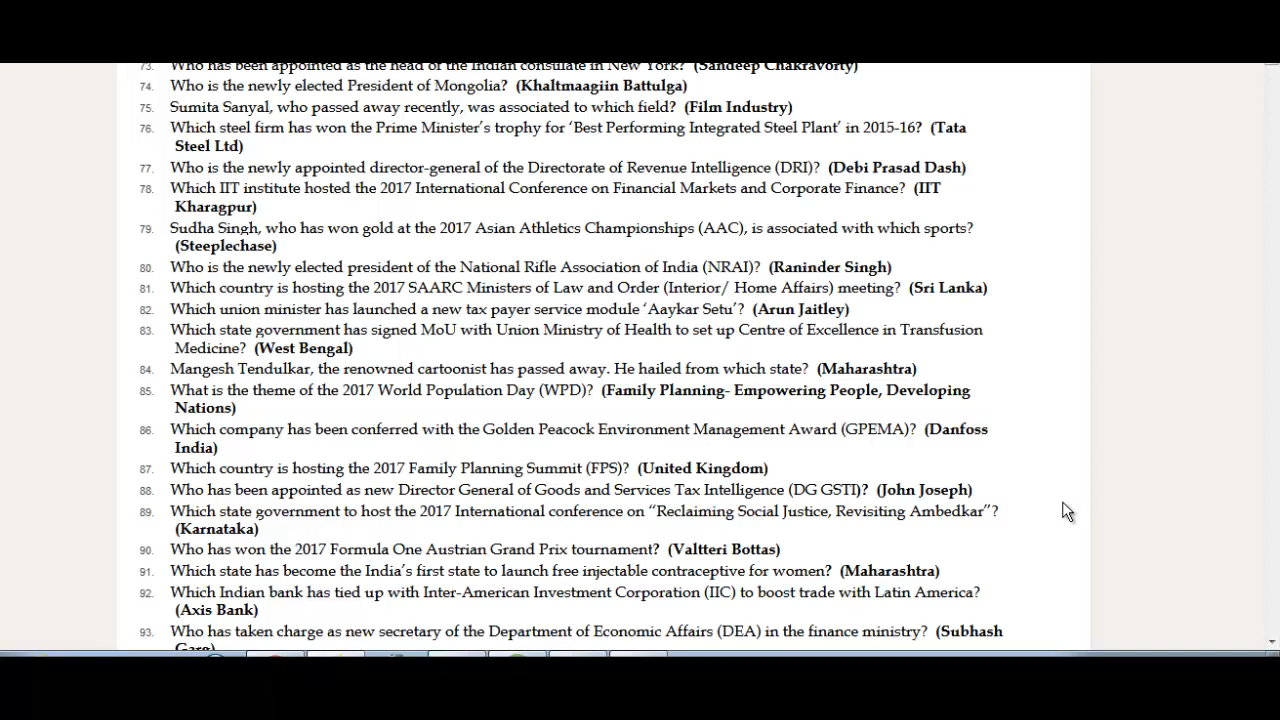 73. Who has been appointed as the head of the Indian consulate in New York? (Sandeep Chakravorty)
74. Who is the newly elected President of Mongolia? (Khaltmaagiin Battulga)
75. Sumita Sanyal, who passed away recently, was associated to which field? (Film Industry)
76. Which steel firm has won the Prime Minister's trophy for 'Best Performing Integrated Steel Plant' in 2015-16? (Tata
Steel Ltd)
77. Who is the newly appointed director-general of the Directorate of Revenue Intelligence (DRI)? (Debi Prasad Dash)
78. Which IIT institute hosted the 2017 International Conference on Financial Markets and Corporate Finance? (IIT
Kharagpur)
79. Sudha Singh, who has won gold at the 2017 Asian Athletics Championships (AAC), is associated with which sports?
(Steeplechase)
80. Who is the newly elected president of the National Rifle Association of India (NRAI)? (Raninder Singh)
81. Which country is hosting the 2017 SAARC Ministers of Law and Order (Interior/ Home Affairs) meeting? (Sri Lanka)
82. Which union minister has launched a new tax payer service module 'Aaykar Setu'? (Arun Jaitley)
83. Which state government has signed MoU with Union Ministry of Health to set up Centre of Excellence in Transfusion
Medicine? (West Bengal)
84. Mangesh Tendulkar, the renowned cartoonist has passed away. He hailed from which state? (Maharashtra)
85. What is the theme of the 2017 World Population Day (WPD)? (Family Planning- Empowering People, Developing
Nations)
86. Which company has been conferred with the Golden Peacock Environment Management Award (GPEMA)? (Danfoss
India)
87. Which country is hosting the 2017 Family Planning Summit (FPS)? (United Kingdom)
88. Who has been appointed as new Director General of Goods and Services Tax Intelligence (DG GSTI)? (John Joseph)
89. Which state government to host the 2017 International conference on "Reclaiming Social Justice, Revisiting Ambedkar"?
(Karnataka)
90. Who has won the 2017 Formula One Austrian Grand Prix tournament? (Valtteri Bottas)
91. Which state has become the India's first state to launch free injectable contraceptive for women? (Maharashtra)
92. Which Indian bank has tied up with Inter-American Investment Corporation (IIC) to boost trade with Latin America?
(Axis Bank)
93. Who has taken charge as new secretary of the Department of Economic Affairs (DEA) in the finance ministry? (Subhash
Garg)